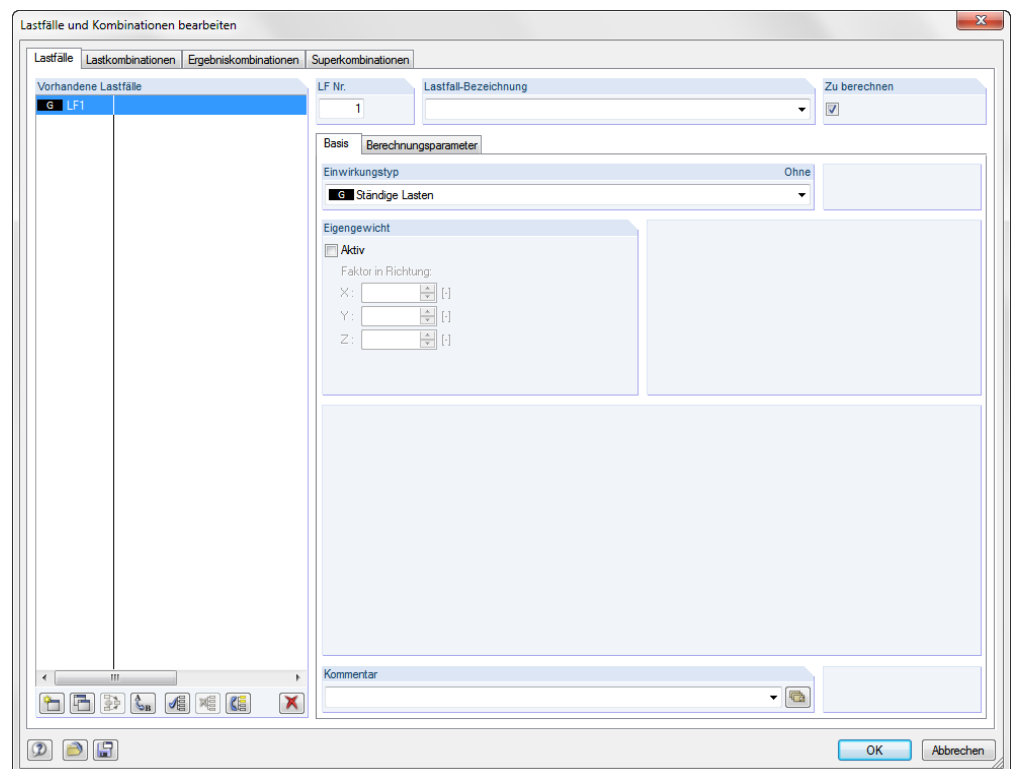 Lastfälle und Kombinationen bearbeiten
Lastfälle Lastkombinationen Ergebniskombinationen Superkombinationen
Vorhandene Lastfälle
G LF1
LF Nr.
1
Lastfall-Bezeichnung
Zu berechnen
Basis Berechnungsparameter
Einwirkungstyp Ohne
G Ständige Lasten
Eigengewicht
Aktiv
Faktor in Richtung:
X: [-]
Y: [-]
Z: [-]
Kommentar
OK Abbrechen